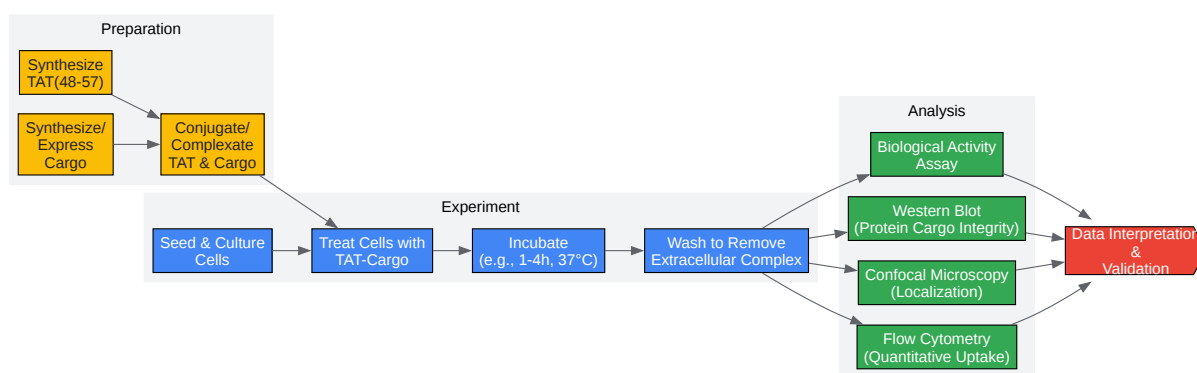 Preparation
Synthesize
TAT(48-57)
Synthesize/
Express
Cargo
Conjugate/
Complexate
TAT & Cargo
Experiment
Seed & Culture
Cells
Treat Cells with
TAT-Cargo
Incubate
(e.g., 1-4h, 37°C)
Wash to Remove
Extracellular Complex
Analysis
Biological Activity
Assay
Western Blot
(Protein Cargo Integrity)
Confocal Microscopy
(Localization)
Flow Cytometry
(Quantitative Uptake)
Data Interpretation
&
Validation